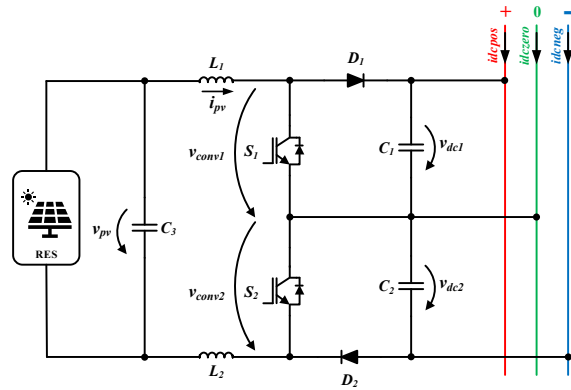 + 0 -
idcpos idczero idcneg
L1 D1
ipv
vconv1 S1 C1 vdc1
RES
vpv C3
vconv2 S2 C2 vdc2
L2 D2